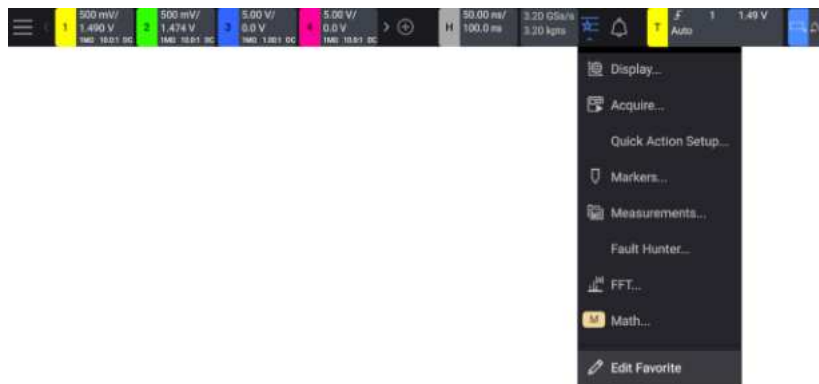 1
500 mV/
1.490 V
1MΩ 10.0:1 DC
2
500 mV/
1.474 V
1MΩ 10.0:1 DC
3
5.00 V/
0.0 V
1MΩ 1.00:1 DC
4
5.00 V/
0.0 V
1MΩ 10.0:1 DC
H
50.00 ns/
100.0 ns
3.20 GSa/s
3.20 kpts
T
1
1.49 V
Auto
Display...
Acquire...
Quick Action Setup...
Markers...
Measurements...
Fault Hunter...
FFT...
M
Math...
Edit Favorite